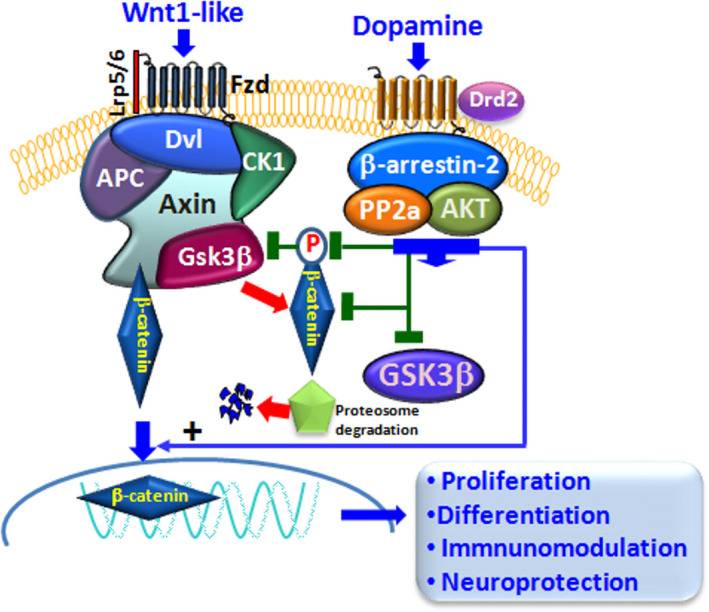 Wnt1-like
Dopamine
Lrp5/6
Fzd
Drd2
Dvl
CK1
APC
Axin
Gsk3β
β-arrestin-2
PP2a
AKT
P
β-catenin
β-catenin
GSK3β
Proteosome
degradation
+
β-catenin
• Proliferation
•Differentiation
• Immnunomodulation
• Neuroprotection